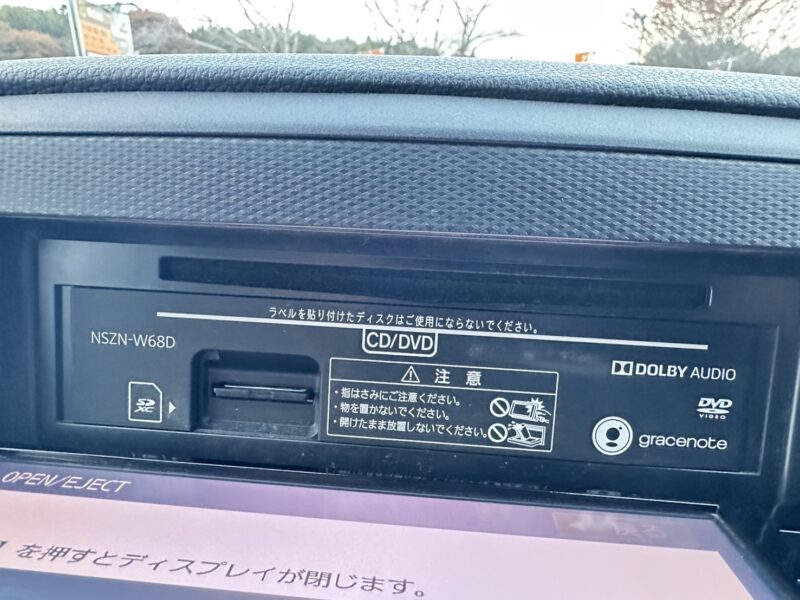 ラベルを貼り付けたディスクはご使用にならないでください。
CD/DVD
NSZN-W68D
SD XC
⚠ 注意
・指はさみにご注意ください。
・物を置かないでください。
・開けたまま放置しないでください。
DOLBY AUDIO
DVD
VIDEO
gracenote
OPEN/EJECT
戻る
を押すとディスプレイが閉じます。